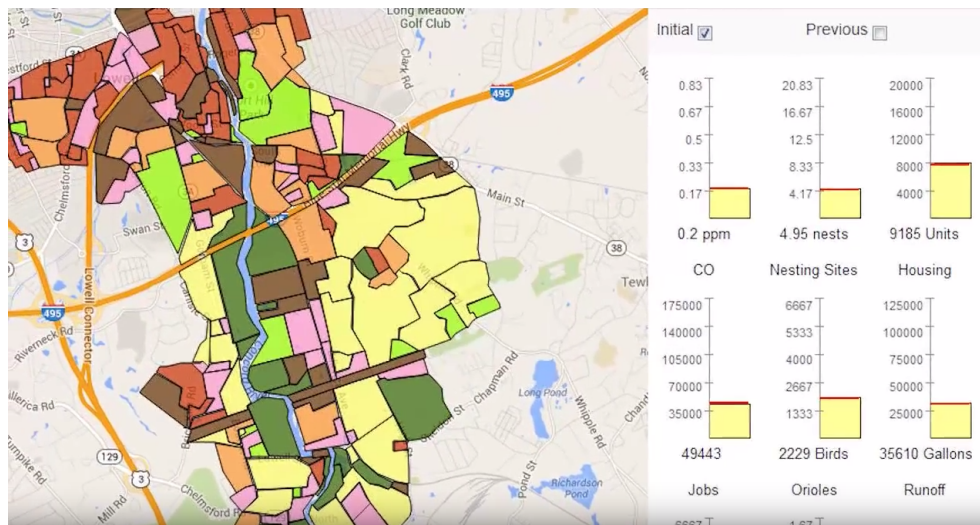 Long Meadow
Golf Club
Clark Rd
495
Initial
Previous
Main St
38
38
Swan St
Chelmsford
3
Lowell Connector
495
Riverneck Rd
Long Pond
Chapman Rd
Whipple Rd
129
3
Turnpike Rd
Mill Rd
Pond St
Richardson
Pond
0.83
0.67
0.5
0.33
0.17
0.2 ppm
CO
20.83
16.67
12.5
8.33
4.17
4.95 nests
Nesting Sites
20000
16000
12000
8000
4000
9185 Units
Housing
175000
140000
105000
70000
35000
49443
Jobs
6667
5333
4000
2667
1333
2229 Birds
Orioles
125000
100000
75000
50000
25000
35610 Gallons
Runoff
6667
1.67